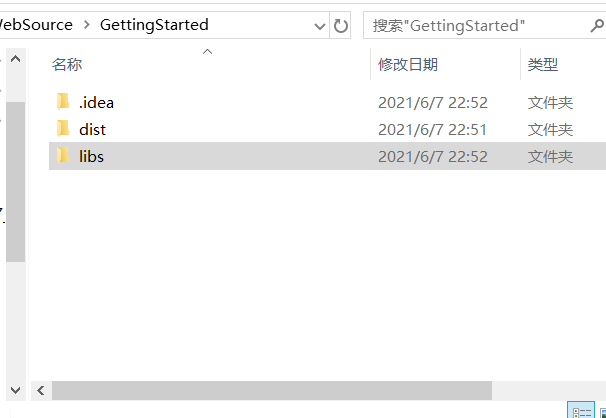 WebSource > GettingStarted 搜索"GettingStarted"
名称 修改日期 类型
.idea 2021/6/7 22:52 文件夹
dist 2021/6/7 22:51 文件夹
libs 2021/6/7 22:52 文件夹